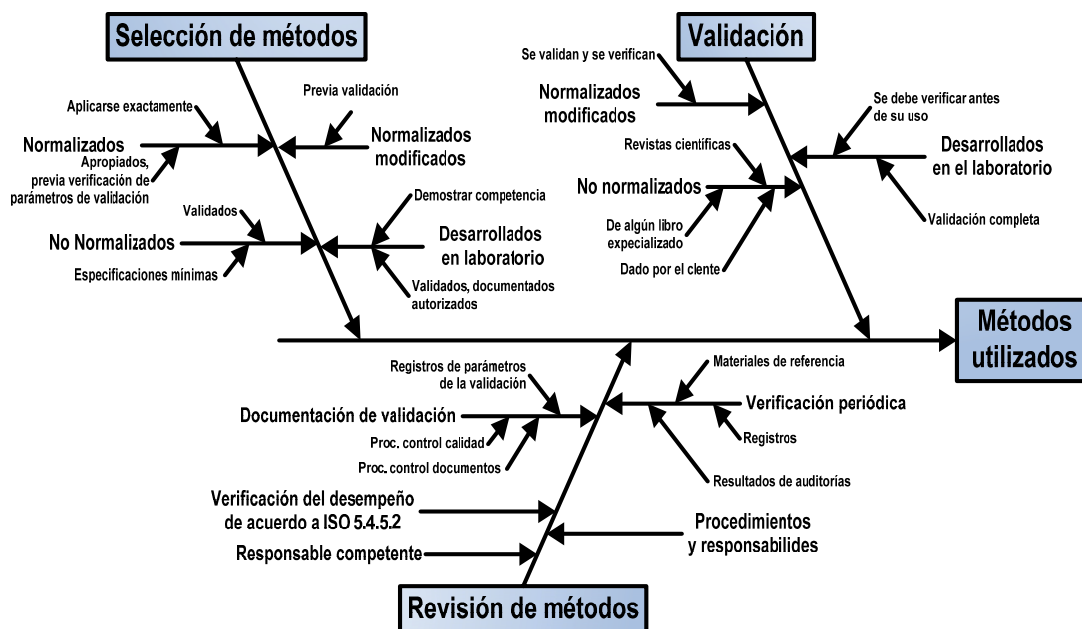 Selección de métodos
Validación
Se validan y se verifican
Aplicarse exactamente
Previa validación
Normalizados
modificados
Se debe verificar antes
de su uso
Normalizados
Apropiados,
previa verificación de
parámetros de validación
Normalizados
modificados
Revistas científicas
Desarrollados
en el laboratorio
No normalizados
Demostrar competencia
Validados
De algún libro
expecializado
Validación completa
No Normalizados
Desarrollados
en laboratorio
Especificaciones mínimas
Dado por el clente
Validados, documentados
autorizados
Métodos
utilizados
Registros de parámetros
de la validación
Materiales de referencia
Documentación de validación
Verificación periódica
Proc. control calidad
Registros
Proc. control documentos
Resultados de auditorías
Verificación del desempeño
de acuerdo a ISO 5.4.5.2
Procedimientos
y responsabilides
Responsable competente
Revisión de métodos